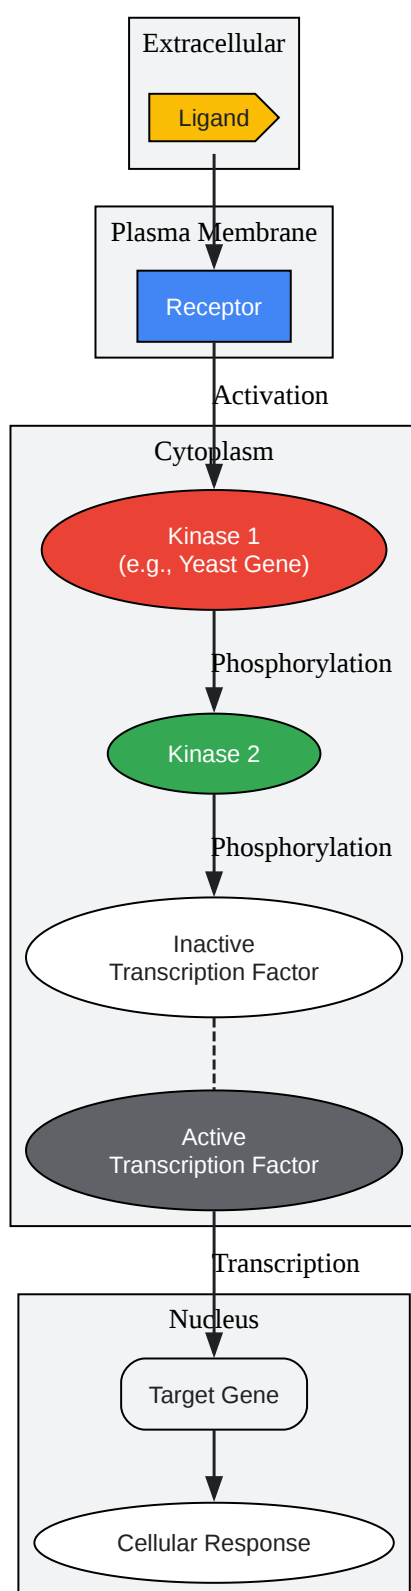 Extracellular
Ligand
Plasma Membrane
Receptor
Activation
Cytoplasm
Kinase 1
(e.g., Yeast Gene)
Phosphorylation
Kinase 2
Phosphorylation
Inactive
Transcription Factor
Active
Transcription Factor
Transcription
Nucleus
Target Gene
Cellular Response